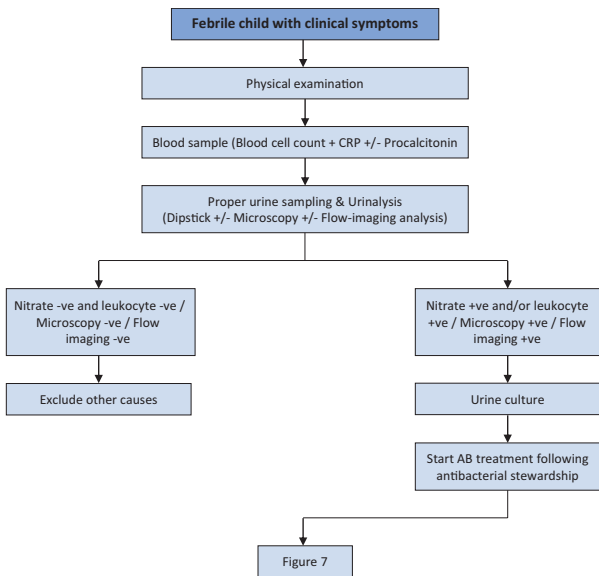 Febrile child with clinical symptoms
Physical examination
Blood sample (Blood cell count + CRP +/- Procalcitonin
Proper urine sampling & Urinalysis
(Dipstick +/- Microscopy +/- Flow-imaging analysis)
Nitrate -ve and leukocyte -ve /
Microscopy -ve / Flow
imaging -ve
Nitrate +ve and/or leukocyte
+ve / Microscopy +ve / Flow
imaging +ve
Exclude other causes
Urine culture
Start AB treatment following
antibacterial stewardship
Figure 7